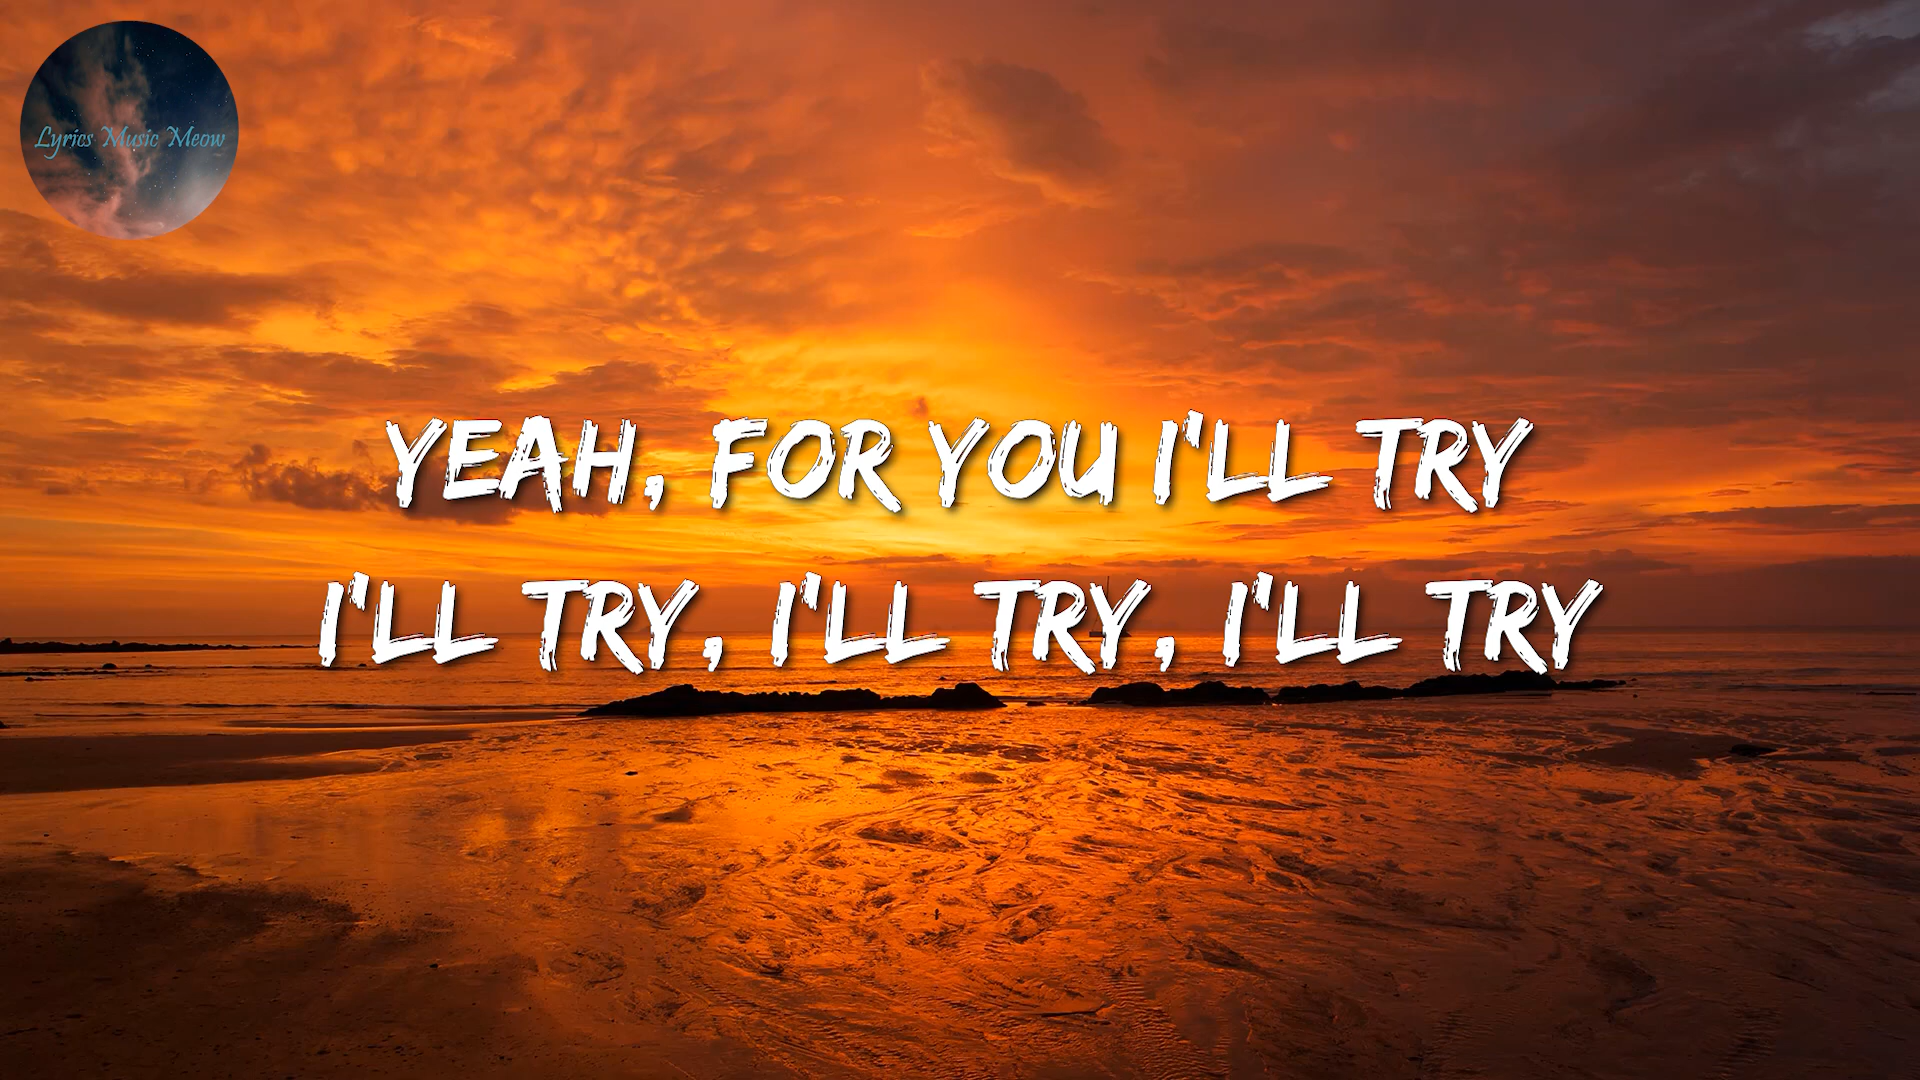 Lyrics Music Meow
YEAH, FOR YOU I'LL TRY
I'LL TRY, I'LL TRY, I'LL TRY